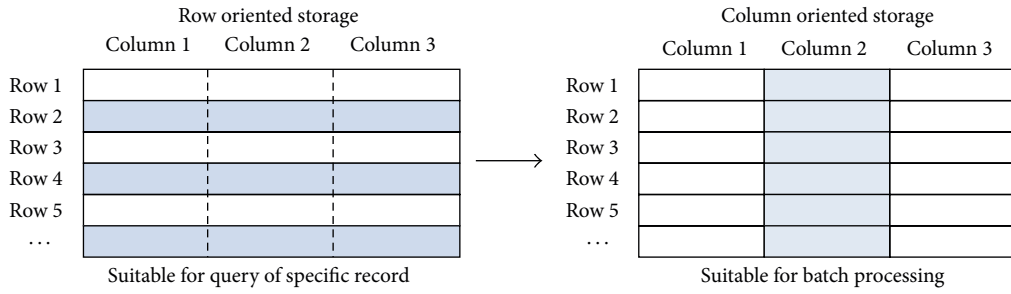 Row oriented storage
Column 1 Column 2 Column 3
Row 1
Row 2
Row 3
Row 4
Row 5
...
Suitable for query of specific record
Column oriented storage
Column 1 Column 2 Column 3
Row 1
Row 2
Row 3
Row 4
Row 5
...
Suitable for batch processing